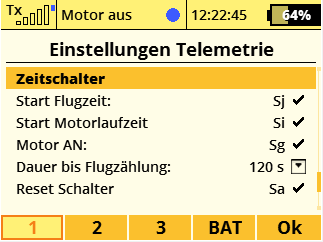 Tx Motor aus 12:22:45 64%
Einstellungen Telemetrie
Zeitschalter
Start Flugzeit: Sj
Start Motorlaufzeit Si
Motor AN: Sg
Dauer bis Flugzählung: 120 s
Reset Schalter Sa
1 2 3 BAT Ok